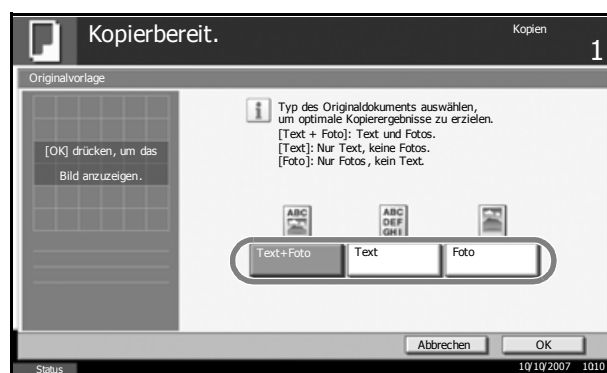 Kopierbereit.
Kopien
1
Originalvorlage
[OK] drücken, um das
Bild anzuzeigen.
i
Typ des Originaldokuments auswählen,
um optimale Kopierergebnisse zu erzielen.
[Text + Foto]: Text und Fotos.
[Text]: Nur Text, keine Fotos.
[Foto]: Nur Fotos, kein Text.
ABC
ABC
DEF
GHI
Text+Foto
Text
Foto
Abbrechen
OK
Status
10/10/2007 1010